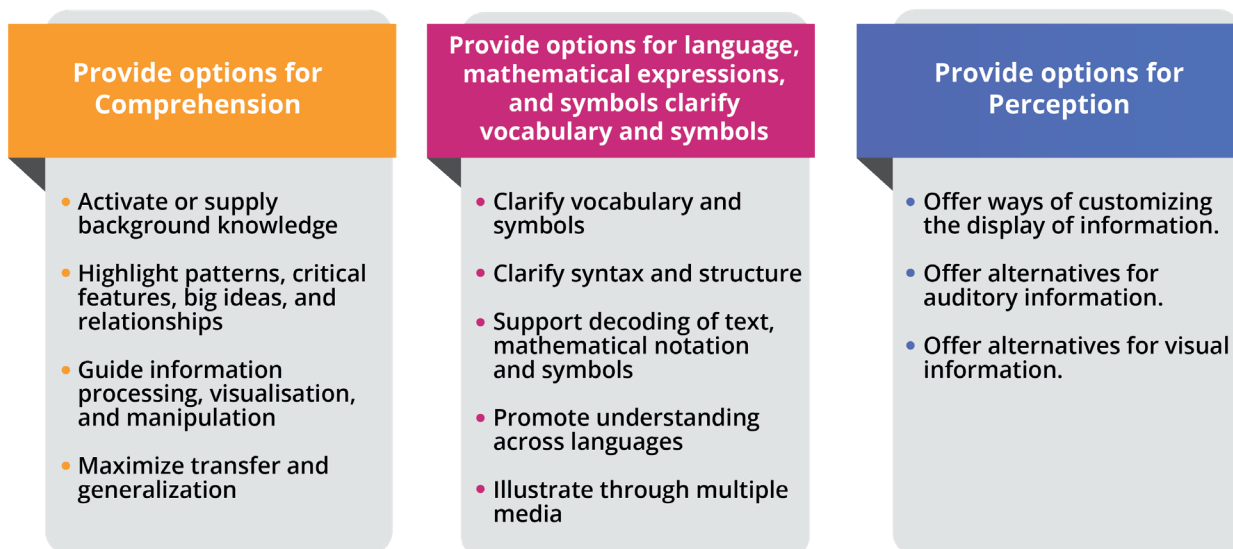 Provide options for
Comprehension
• Activate or supply
background knowledge
• Highlight patterns, critical
features, big ideas, and
relationships
• Guide information
processing, visualisation,
and manipulation
• Maximize transfer and
generalization
Provide options for language,
mathematical expressions,
and symbols clarify
vocabulary and symbols
• Clarify vocabulary and
symbols
• Clarify syntax and structure
• Support decoding of text,
mathematical notation
and symbols
• Promote understanding
across languages
• Illustrate through multiple
media
Provide options for
Perception
• Offer ways of customizing
the display of information.
• Offer alternatives for
auditory information.
• Offer alternatives for visual
information.